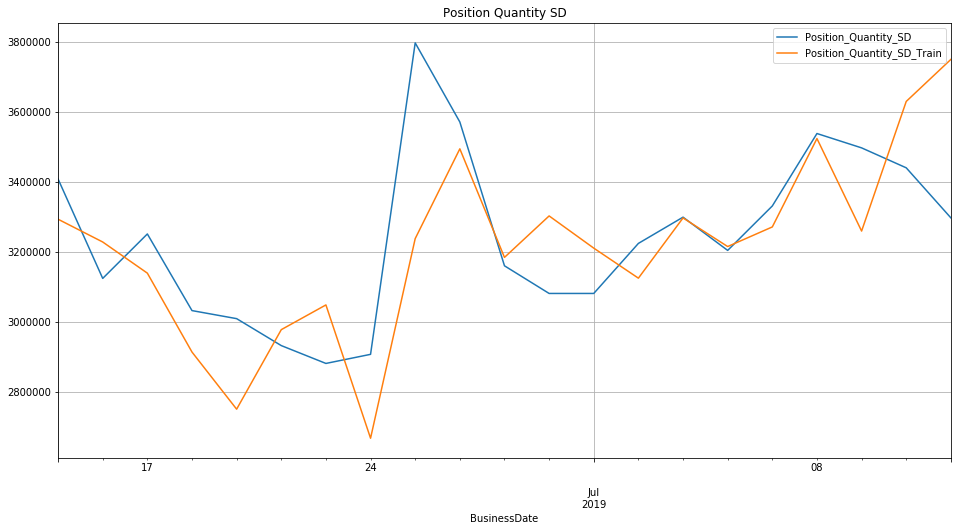 Position Quantity SD
Position_Quantity_SD
Position_Quantity_SD_Train
3800000
3600000
3400000
3200000
3000000
2800000
17
24
Jul
2019
08
BusinessDate